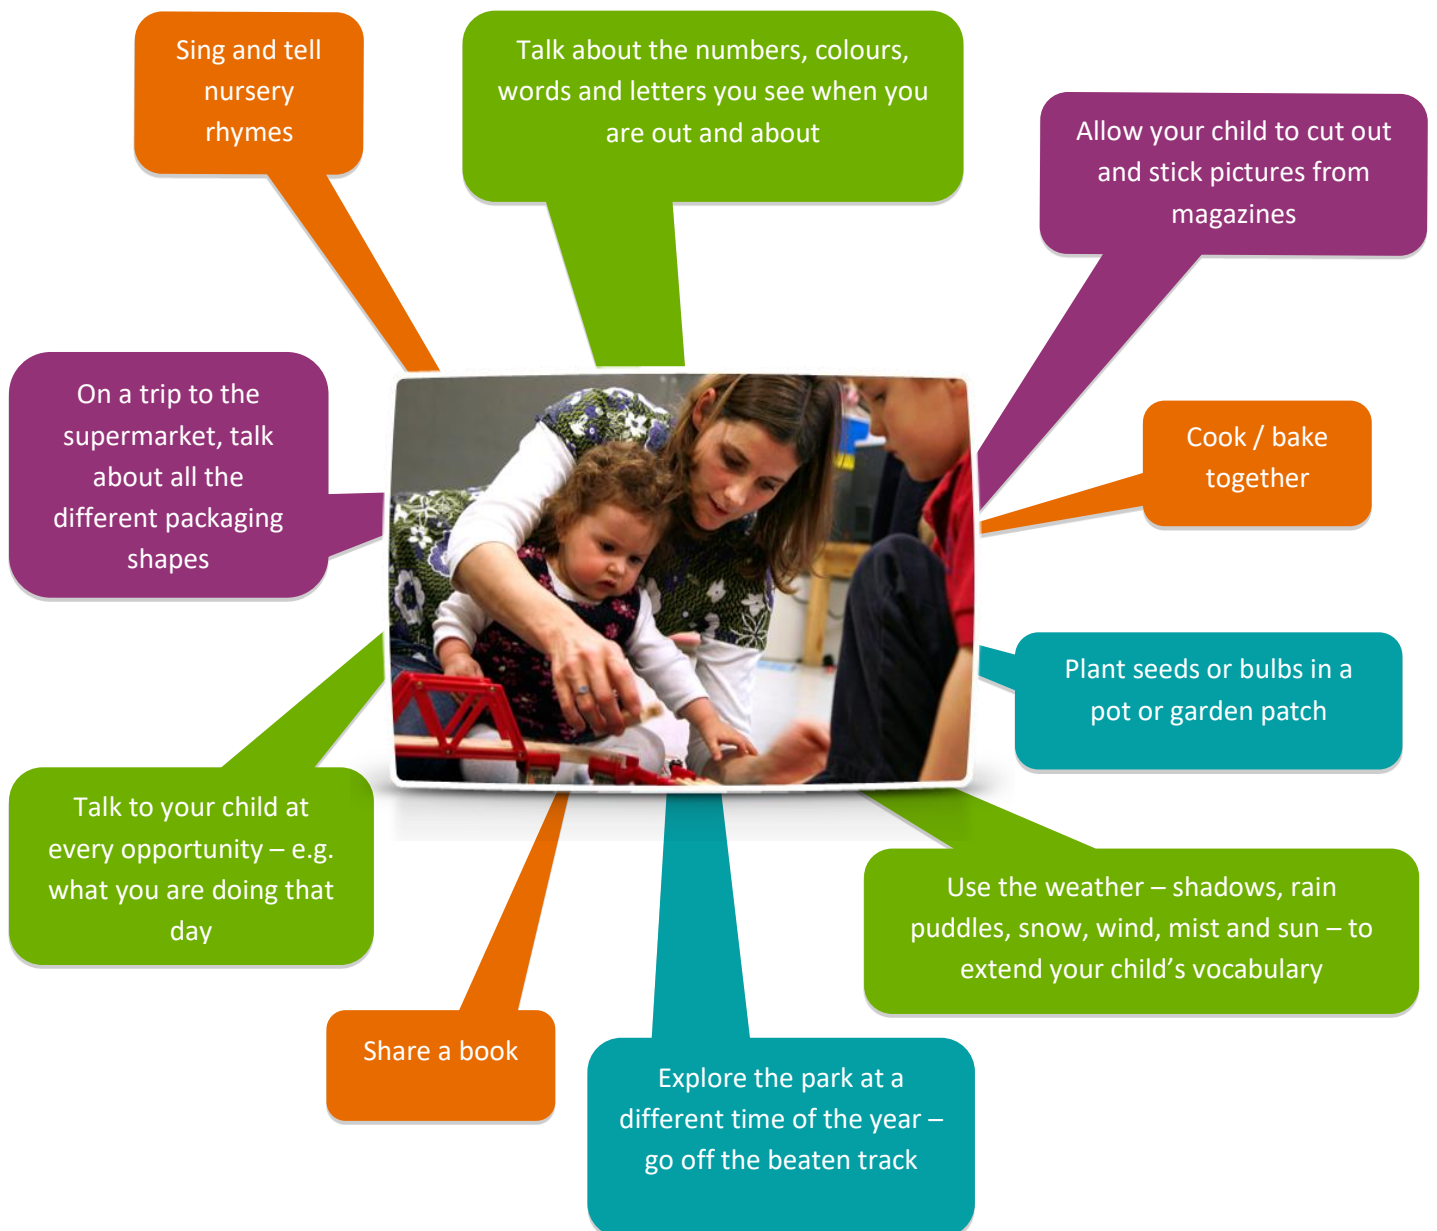 Sing and tell
nursery
rhymes
Talk about the numbers, colours,
words and letters you see when you
are out and about
Allow your child to cut out
and stick pictures from
magazines
On a trip to the
supermarket, talk
about all the
different packaging
shapes
Cook / bake
together
Plant seeds or bulbs in a
pot or garden patch
Talk to your child at
every opportunity – e.g.
what you are doing that
day
Use the weather – shadows, rain
puddles, snow, wind, mist and sun – to
extend your child’s vocabulary
Share a book
Explore the park at a
different time of the year –
go off the beaten track